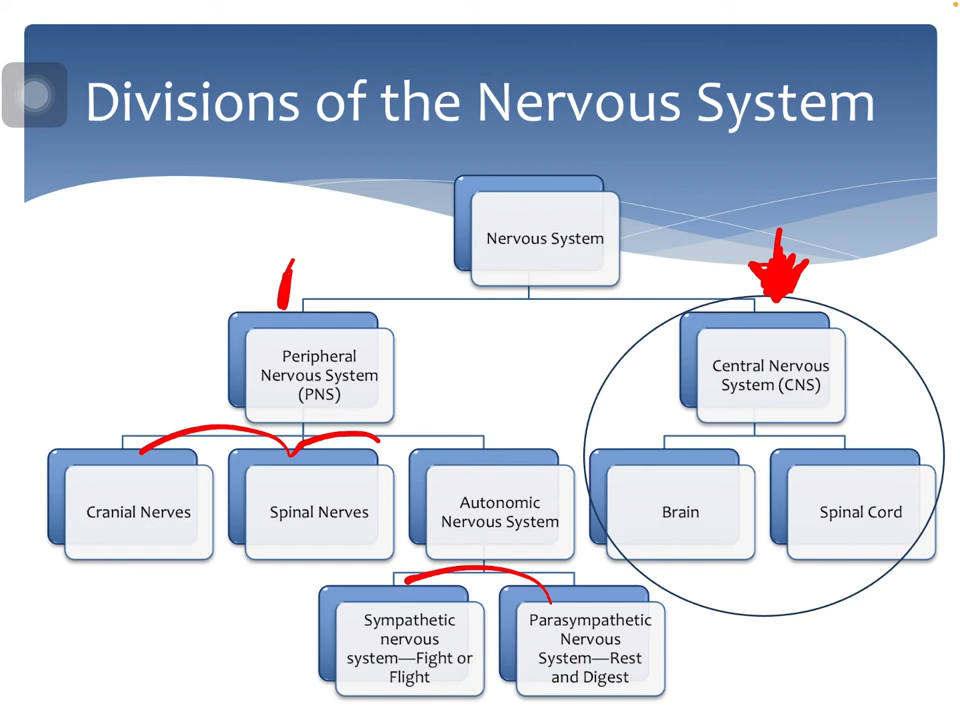 Divisions of the Nervous System
Nervous System
Peripheral
Nervous System
(PNS)
Central Nervous
System (CNS)
Cranial Nerves
Spinal Nerves
Autonomic
Nervous System
Brain
Spinal Cord
Sympathetic
nervous
system—Fight or
Flight
Parasympathetic
Nervous
System—Rest
and Digest